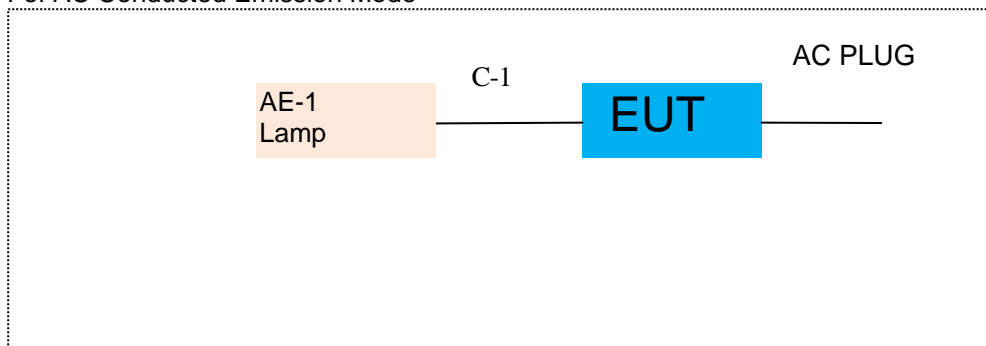 For AC Conducted Emission Mode
AC PLUG
C-1
AE-1
Lamp
EUT